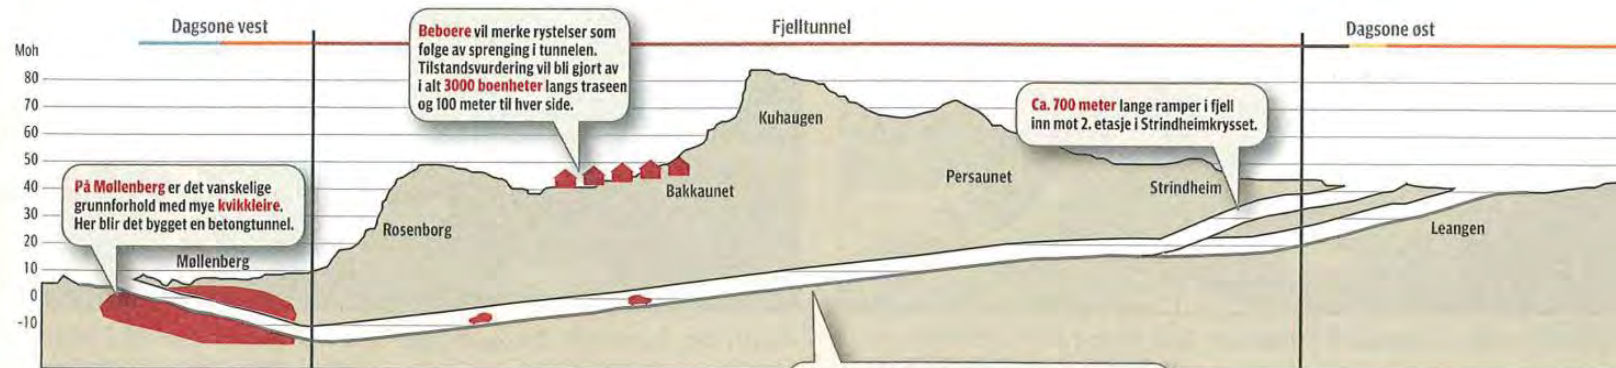 Dagsone vest
Fjelltunnel
Dagsone øst
Moh
80
70
60
50
40
30
20
10
0
-10
Beboere vil merke rystelser som
følge av sprenging i tunnelen.
Tilstandsvurdering vil bli gjort av
i alt 3000 boenheter langs traseen
og 100 meter til hver side.
Ca. 700 meter lange ramper i fjell
inn mot 2. etasje i Strindheimkrysset.
På Møllenberg er det vanskelige
grunnforhold med mye kvikkleire.
Her blir det bygget en betongtunnel.
Møllenberg
Rosenborg
Bakkaunet
Kuhaugen
Persaunet
Strindheim
Leangen